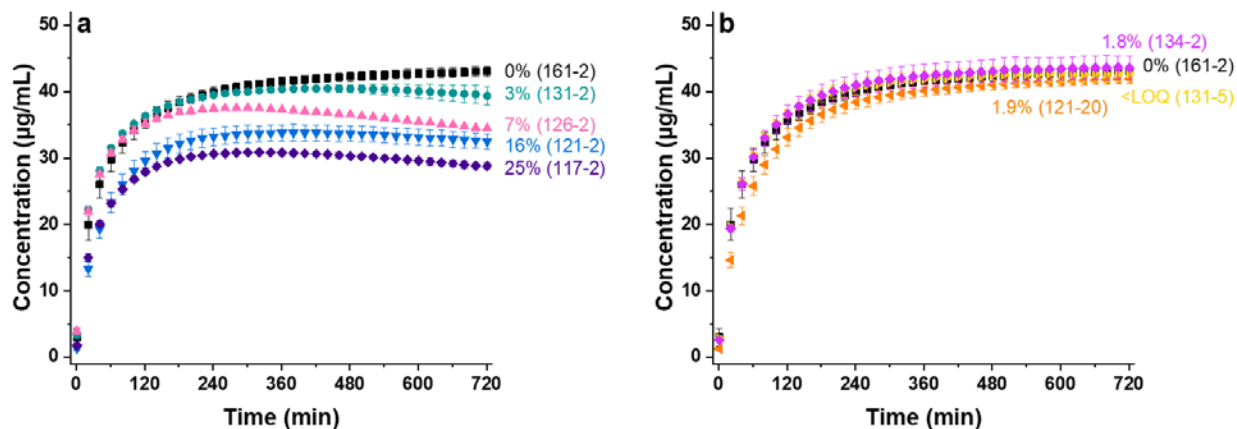 a
50
40
30
20
10
0
Concentration (µg/mL)
0% (161-2)
3% (131-2)
7% (126-2)
16% (121-2)
25% (117-2)
0 120 240 360 480 600 720
Time (min)
b
50
40
30
20
10
0
Concentration (µg/mL)
1.8% (134-2)
0% (161-2)
<LOQ (131-5)
1.9% (121-20)
0 120 240 360 480 600 720
Time (min)